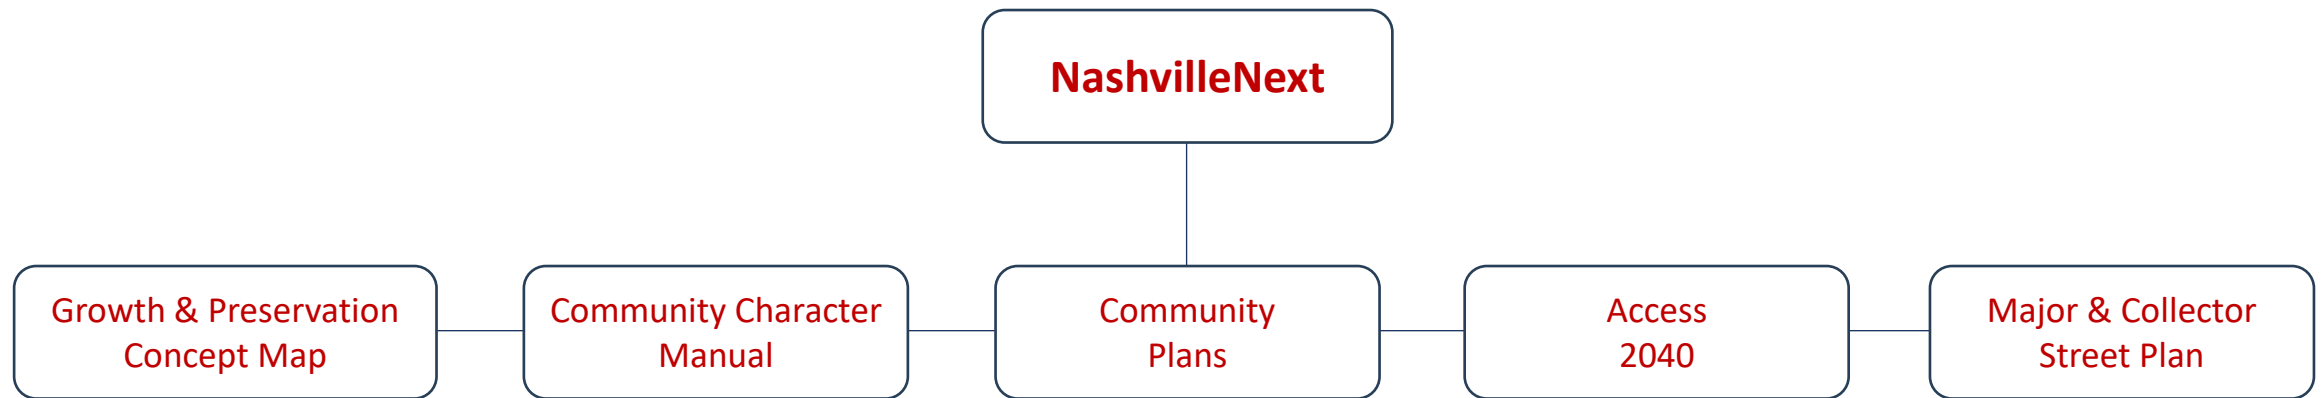 NashvilleNext
Growth & Preservation
Concept Map
Community Character
Manual
Community
Plans
Access
2040
Major & Collector
Street Plan